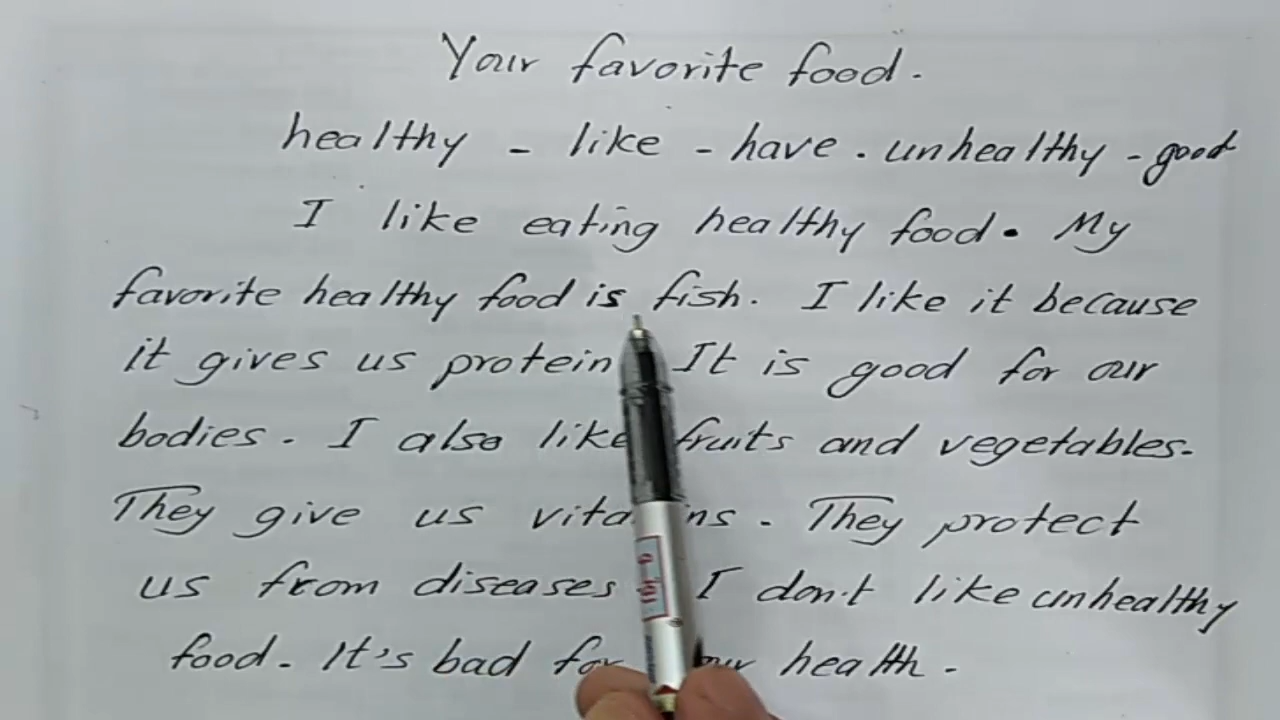 Your favorite food.
healthy - like - have . unhealthy - good
I like eating healthy food. My
favorite healthy food is fish. I like it because
it gives us protein It is good for our
bodies. I also like fruits and vegetables.
They give us . They protect
us from diseases I don't like unhealthy
food. It's bad health.